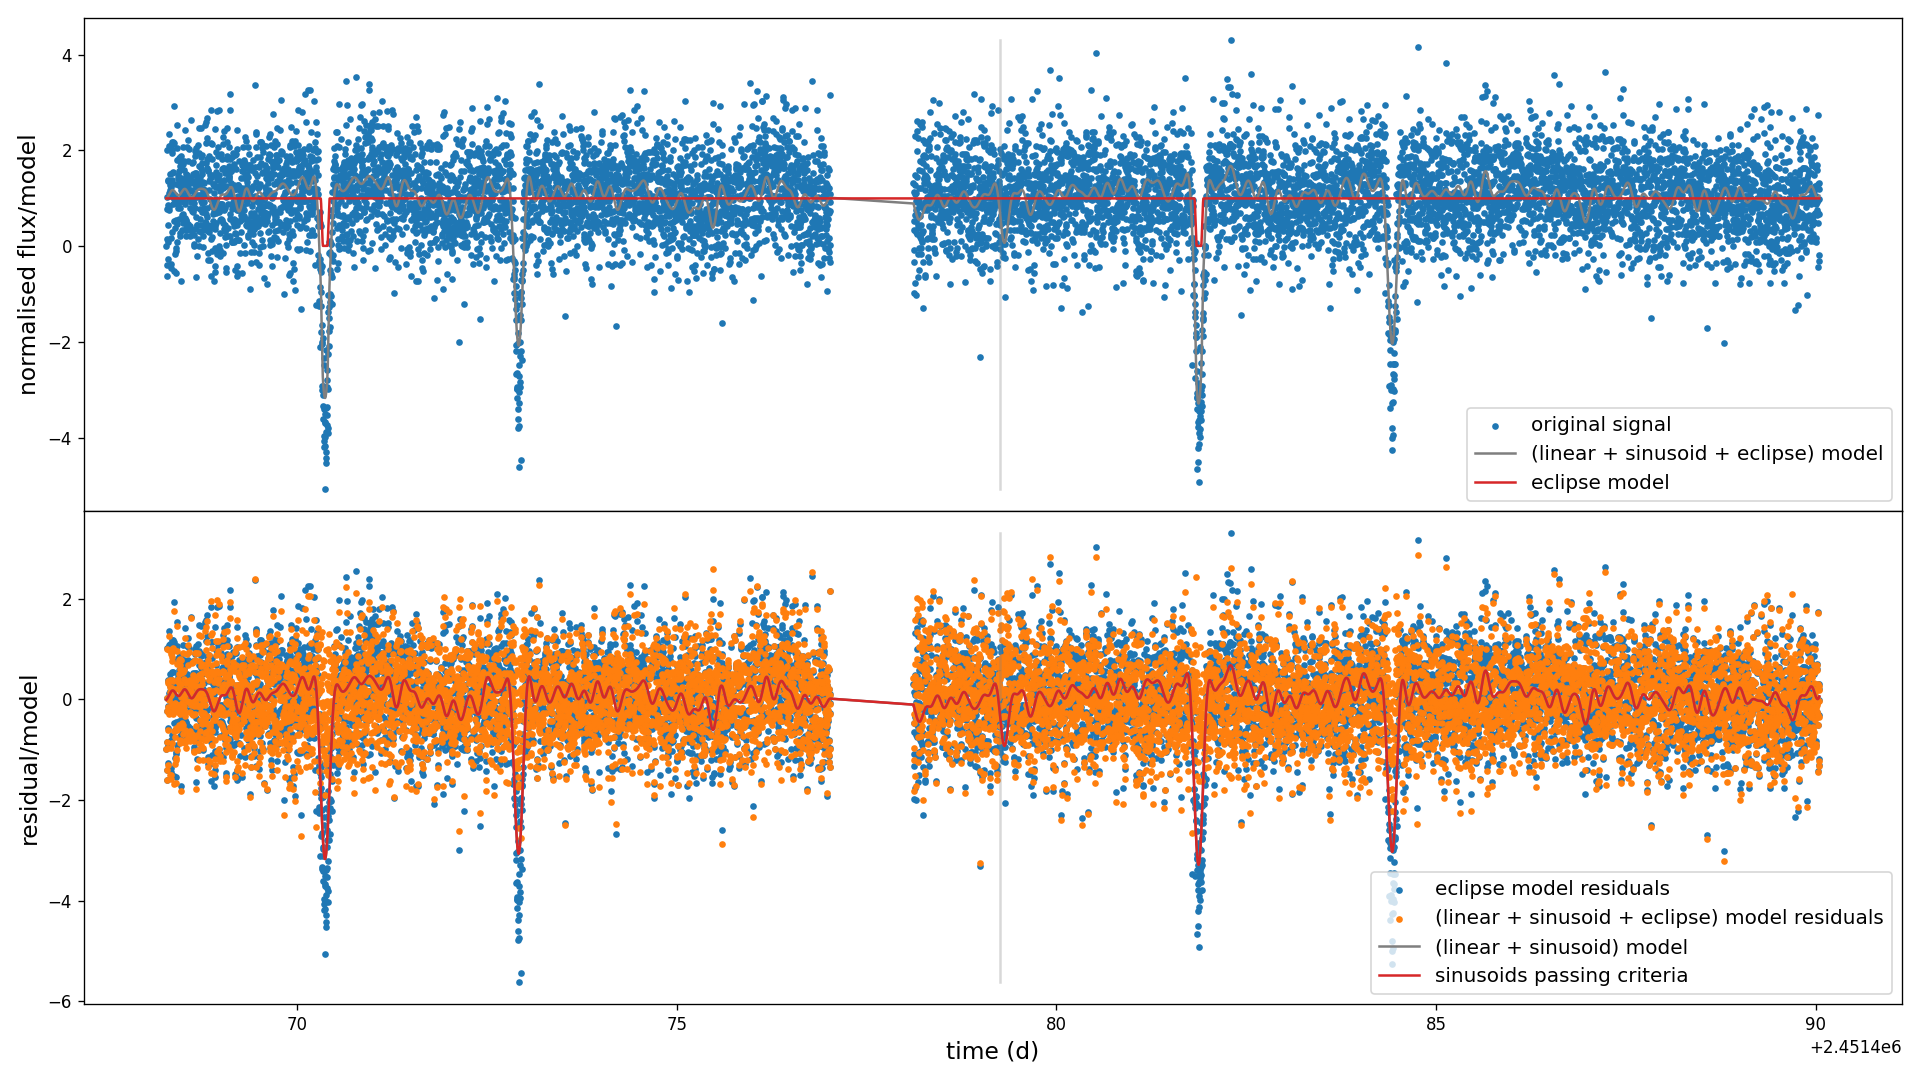 normalised flux/model
4
2
0
−2
−4
original signal
(linear + sinusoid + eclipse) model
eclipse model
residual/model
2
0
−2
−4
−6
eclipse model residuals
(linear + sinusoid + eclipse) model residuals
(linear + sinusoid) model
sinusoids passing criteria
70
75
80
85
90
time (d)
+2.4514e6